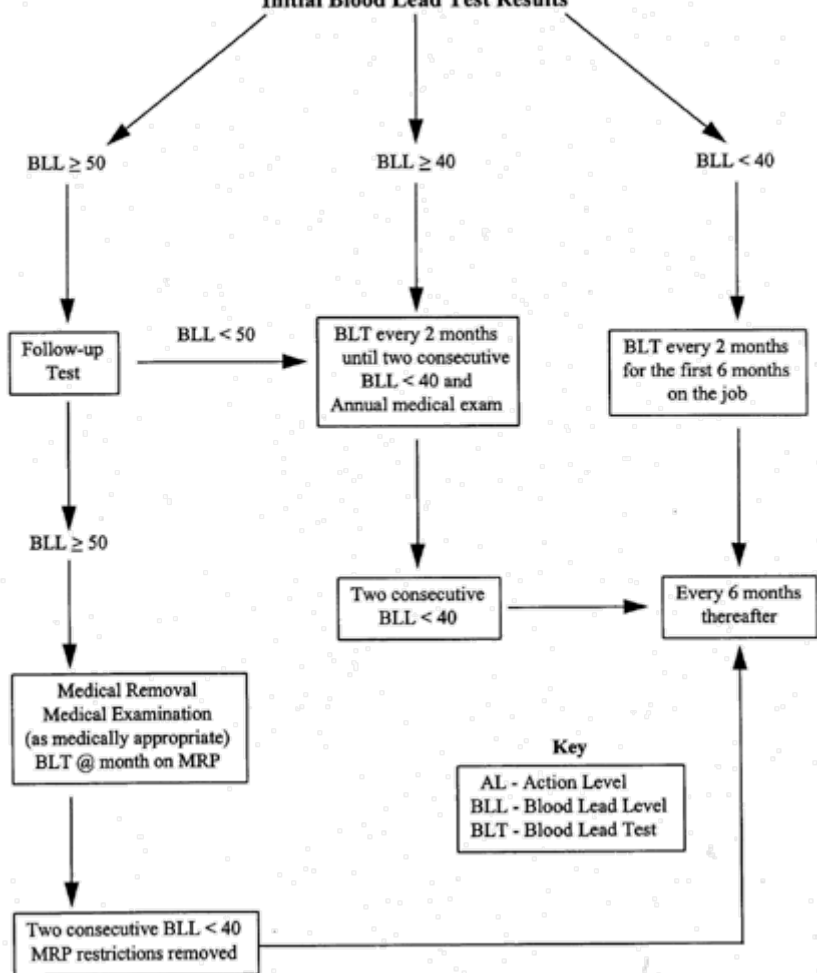 Initial Blood Lead Test Results
BLL ≥ 50
BLL ≥ 40
BLL < 40
Follow-up
Test
BLL < 50
BLT every 2 months
until two consecutive
BLL < 40 and
Annual medical exam
BLT every 2 months
for the first 6 months
on the job
BLL ≥ 50
Two consecutive
BLL < 40
Every 6 months
thereafter
Medical Removal
Medical Examination
(as medically appropriate)
BLT @ month on MRP
Key
AL - Action Level
BLL - Blood Lead Level
BLT - Blood Lead Test
Two consecutive BLL < 40
MRP restrictions removed